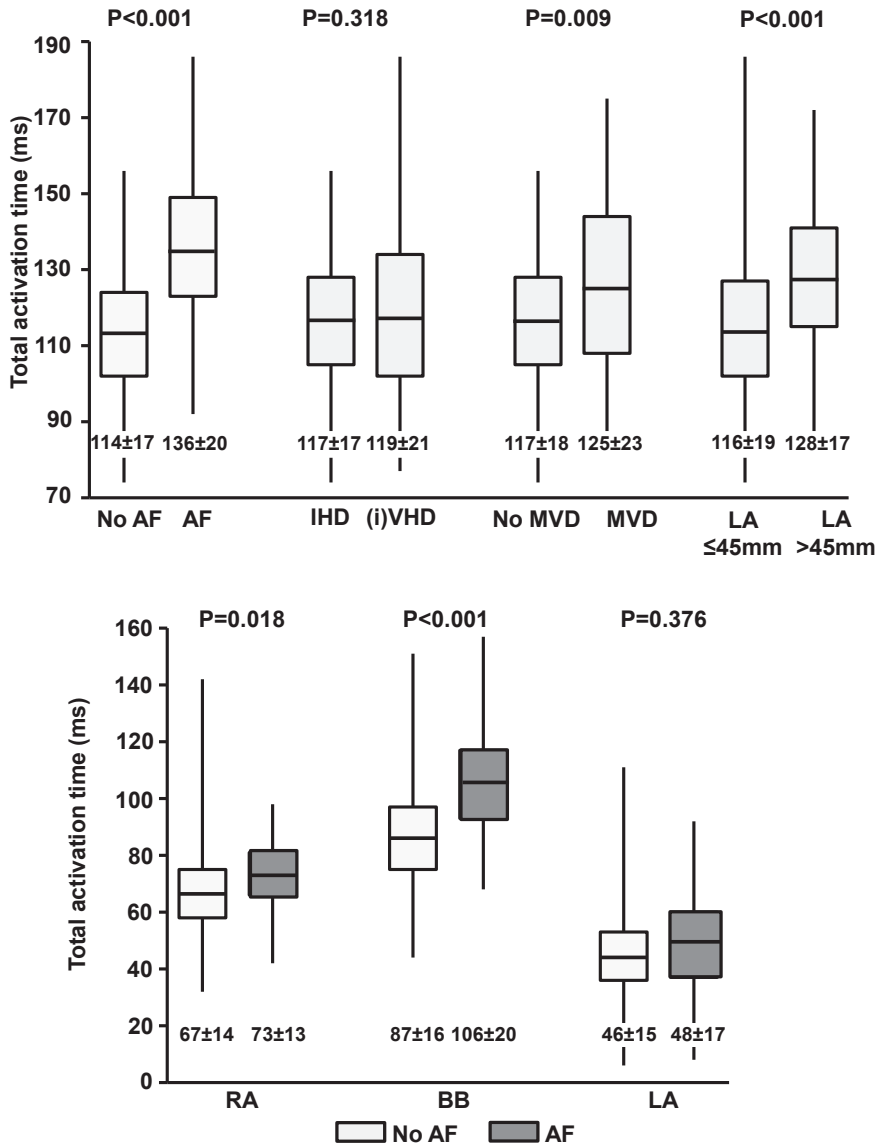 P<0.001 P=0.318 P=0.009 P<0.001
190
170
150
130
110
90
70
Total activation time (ms)
114±17 136±20 117±17 119±21 117±18 125±23 116±19 128±17
No AF AF IHD (i)VHD No MVD MVD LA LA
≤45mm >45mm
P=0.018 P<0.001 P=0.376
160
140
120
100
80
60
40
20
0
Total activation time (ms)
67±14 73±13 87±16 106±20 46±15 48±17
RA BB LA
No AF AF